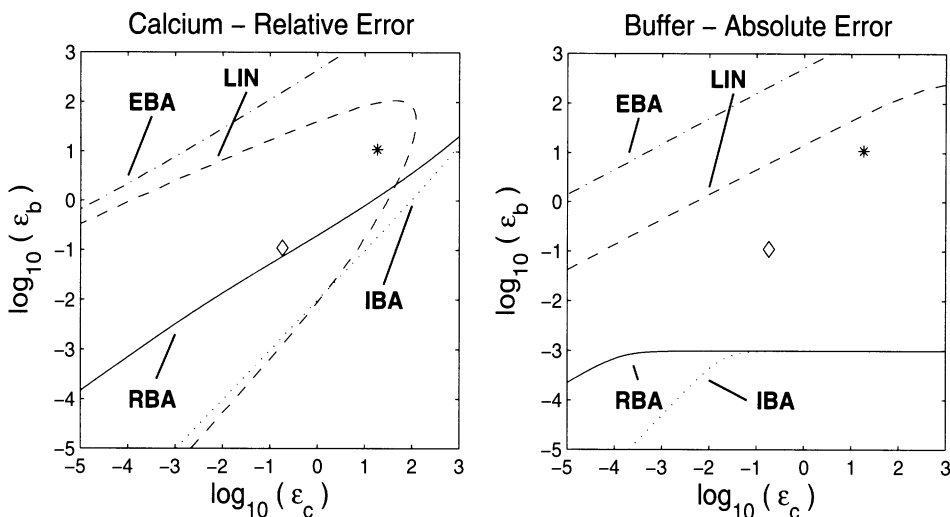 Calcium – Relative Error
Buffer – Absolute Error
3
2
1
0
−1
−2
−3
−4
−5
log10 ( εb )
EBA
LIN
*
IBA
RBA
−5 −4 −3 −2 −1 0 1 2 3
log10 ( εc )
3
2
1
0
−1
−2
−3
−4
−5
log10 ( εb )
EBA
LIN
*
RBA
IBA
−5 −4 −3 −2 −1 0 1 2 3
log10 ( εc )